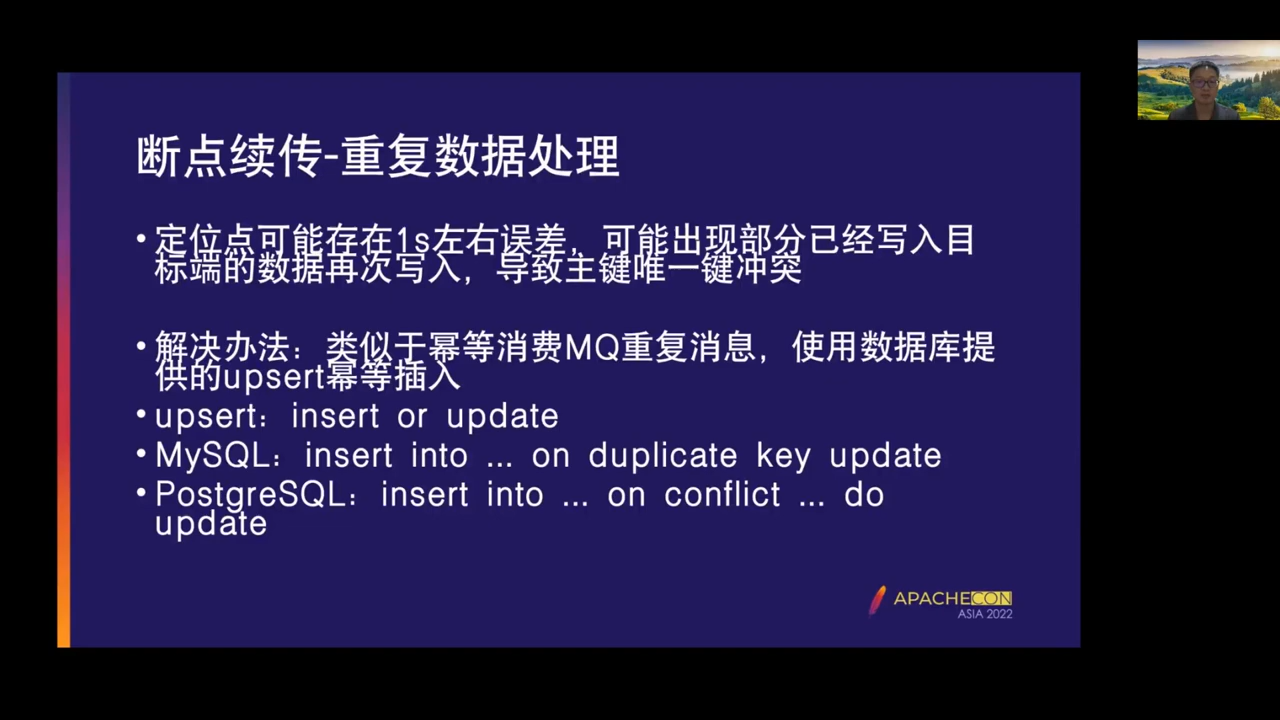 断点续传-重复数据处理
• 定位点可能存在1s左右误差，可能出现部分已经写入目
标端的数据再次写入，导致主键唯一键冲突
• 解决办法：类似于幂等消费MQ重复消息，使用数据库提
供的upsert幂等插入
• upsert：insert or update
• MySQL：insert into ... on duplicate key update
• PostgreSQL：insert into ... on conflict ... do
update
APACHECON
ASIA 2022